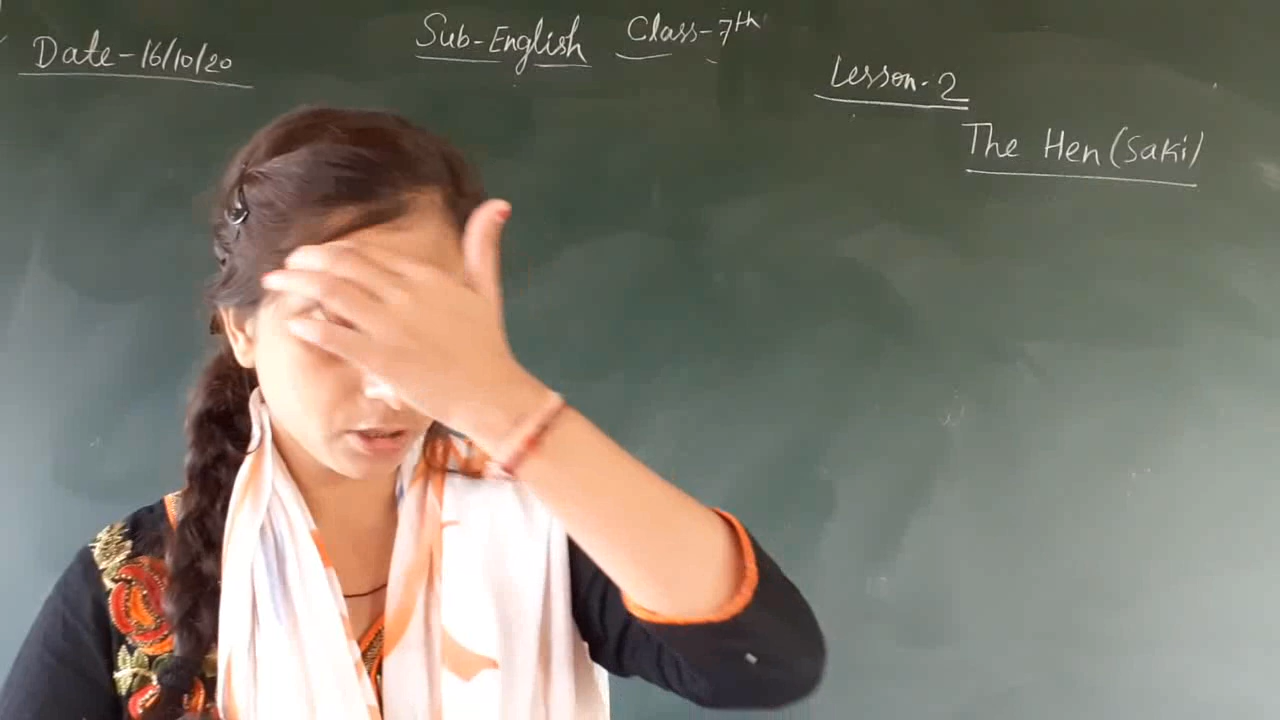 Date-16/10/20
Sub-English Class-7th
Lesson-2
The Hen (Saki)